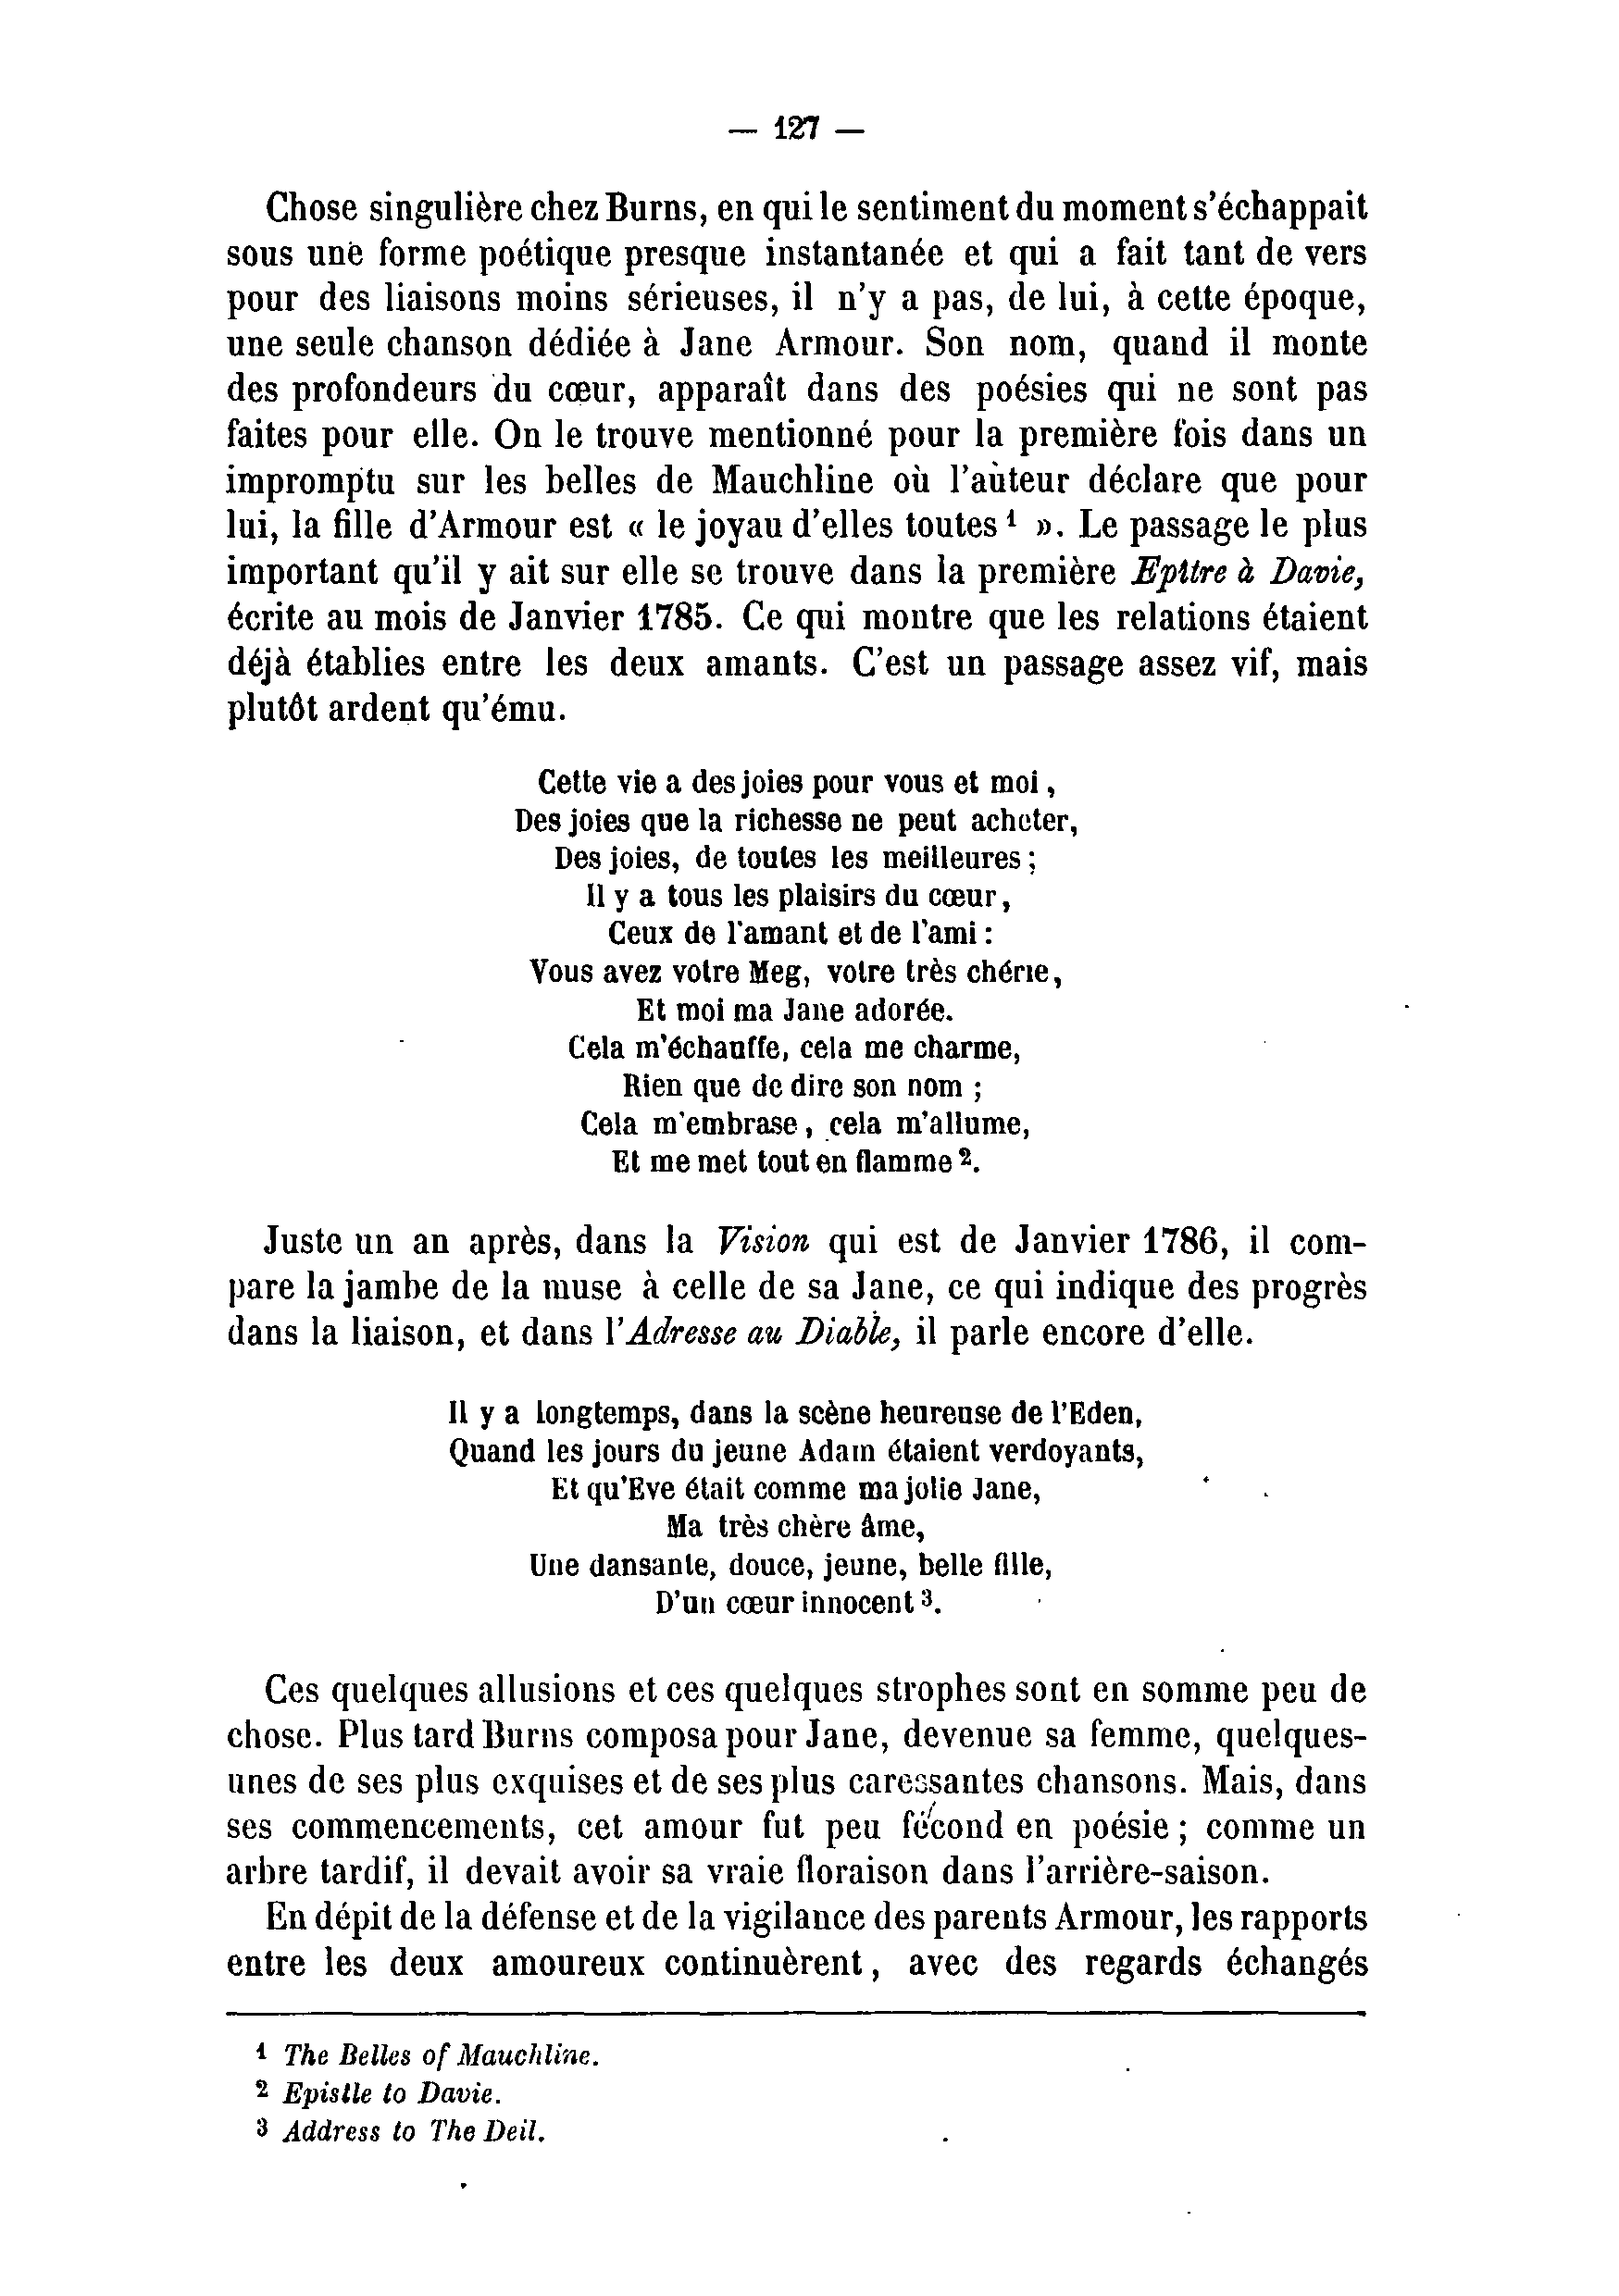 — 127 —
Chose singulière chez Burns, en qui le sentiment du moment s'échappait
sous une forme poétique presque instantanée et qui a fait tant de vers
pour des liaisons moins sérieuses, il n'y a pas, de lui, à cette époque,
une seule chanson dédiée à Jane Armour. Son nom, quand il monte
des profondeurs du cœur, apparaît dans des poésies qui ne sont pas
faites pour elle. On le trouve mentionné pour la première fois dans un
impromptu sur les belles de Mauchline où l'auteur déclare que pour
lui, la fille d'Armour est « le joyau d'elles toutes ¹ ». Le passage le plus
important qu'il y ait sur elle se trouve dans la première Epître à Davie,
écrite au mois de Janvier 1785. Ce qui montre que les relations étaient
déjà établies entre les deux amants. C'est un passage assez vif, mais
plutôt ardent qu'ému.
Cette vie a des joies pour vous et moi,
Des joies que la richesse ne peut acheter,
Des joies, de toutes les meilleures ;
Il y a tous les plaisirs du cœur,
Ceux de l'amant et de l'ami :
Vous avez votre Meg, votre très chérie,
Et moi ma Jane adorée.
Cela m'échauffe, cela me charme,
Rien que de dire son nom ;
Cela m'embrase, cela m'allume,
Et me met tout en flamme ².
Juste un an après, dans la Vision qui est de Janvier 1786, il com-
pare la jambe de la muse à celle de sa Jane, ce qui indique des progrès
dans la liaison, et dans l'Adresse au Diable, il parle encore d'elle.
Il y a longtemps, dans la scène heureuse de l'Eden,
Quand les jours du jeune Adam étaient verdoyants,
Et qu'Eve était comme ma jolie Jane,
Ma très chère âme,
Une dansante, douce, jeune, belle fille,
D'un cœur innocent ³.
Ces quelques allusions et ces quelques strophes sont en somme peu de
chose. Plus tard Burns composa pour Jane, devenue sa femme, quelques-
unes de ses plus exquises et de ses plus caressantes chansons. Mais, dans
ses commencements, cet amour fut peu fécond en poésie ; comme un
arbre tardif, il devait avoir sa vraie floraison dans l'arrière-saison.
En dépit de la défense et de la vigilance des parents Armour, les rapports
entre les deux amoureux continuèrent, avec des regards échangés
¹ The Belles of Mauchline.
² Epistle to Davie.
³ Address to The Deil.